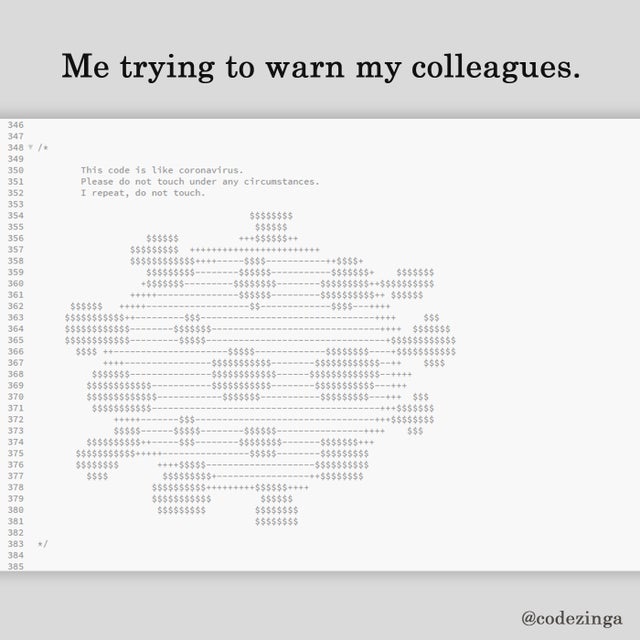 Me trying to warn my colleagues.
346
347
348 /*
349
350 This code is like coronavirus.
351 Please do not touch under any circumstances.
352 I repeat, do not touch.
353
354 $$$$$$$$
355 $$$$$$
356 $$$$$$ +++$$$$$$++
357 $$$$$$$$$ ++++++++++++++++++++++++
358 $$$$$$$$$$$$++++-----$$$$-----------++$$$$+
359 $$$$$$$$$--------$$$$$$-----------$$$$$$$+ $$$$$$$
360 +$$$$$$$---------$$$$$$$$--------$$$$$$$$$++$$$$$$$$$$
361 +++++---------------$$$$$$---------$$$$$$$$$$++ $$$$$$
362 $$$$$$ +++++-------------------$$-------------$$$$---++++
363 $$$$$$$$$$$++---------$$$--------------------------------++++ $$$
364 $$$$$$$$$$$$--------$$$$$$$-------------------------------++++ $$$$$$$
365 $$$$$$$$$$$$---------$$$$$---------------------------------+$$$$$$$$$$$$
366 $$$$ ++---------------------$$$$$-------------$$$$$$$$----+$$$$$$$$$$$
367 ++++----------------$$$$$$$$$$$--------$$$$$$$$$$$$--++ $$$$
368 $$$$$$$---------------$$$$$$$$$$$$------$$$$$$$$$$$$$--++++
369 $$$$$$$$$$$$-----------$$$$$$$$$$$--------$$$$$$$$$$$---+++
370 $$$$$$$$$$$$$------------$$$$$$$-----------$$$$$$$$$---+++ $$$
371 $$$$$$$$$$$------------------------------------------+++$$$$$$$
372 +++++-------$$$---------------------------------+++$$$$$$$$
373 $$$$$------$$$$$--------$$$$$$----------------++++ $$$
374 $$$$$$$$$$++-----$$$--------$$$$$$$$-------$$$$$$$+++
375 $$$$$$$$$$$+++++----------------$$$$$-------$$$$$$$$$
376 $$$$$$$$ ++++$$$$$--------------------$$$$$$$$$$
377 $$$$ $$$$$$$$$+-----------------++$$$$$$$$
378 $$$$$$$$$$+++++++++$$$$$$++++
379 $$$$$$$$$$$ $$$$$$
380 $$$$$$$$$ $$$$$$$$
381 $$$$$$$$
382
383 */
384
385
@codezinga